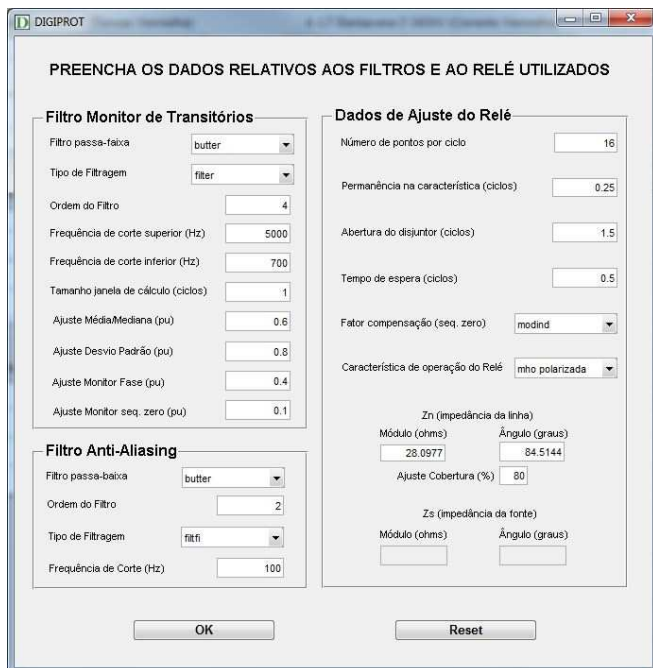 DIGIPROT
PREENCHA OS DADOS RELATIVOS AOS FILTROS E AO RELÉ UTILIZADOS
Filtro Monitor de Transitórios
Filtro passa-faixa butter
Tipo de Filtragem filter
Ordem do Filtro 4
Frequência de corte superior (Hz) 5000
Frequência de corte inferior (Hz) 700
Tamanho janela de cálculo (ciclos) 1
Ajuste Média/Mediana (pu) 0.6
Ajuste Desvio Padrão (pu) 0.8
Ajuste Monitor Fase (pu) 0.4
Ajuste Monitor seq. zero (pu) 0.1
Filtro Anti-Aliasing
Filtro passa-baixa butter
Ordem do Filtro 2
Tipo de Filtragem filtfi
Frequência de Corte (Hz) 100
Dados de Ajuste do Relé
Número de pontos por ciclo 16
Permanência na característica (ciclos) 0.25
Abertura do disjuntor (ciclos) 1.5
Tempo de espera (ciclos) 0.5
Fator compensação (seq. zero) modind
Característica de operação do Relé mho polarizada
Zn (impedância da linha)
Módulo (ohms) Ângulo (graus)
28.0977 84.5144
Ajuste Cobertura (%) 80
Zs (impedância da fonte)
Módulo (ohms) Ângulo (graus)
OK Reset